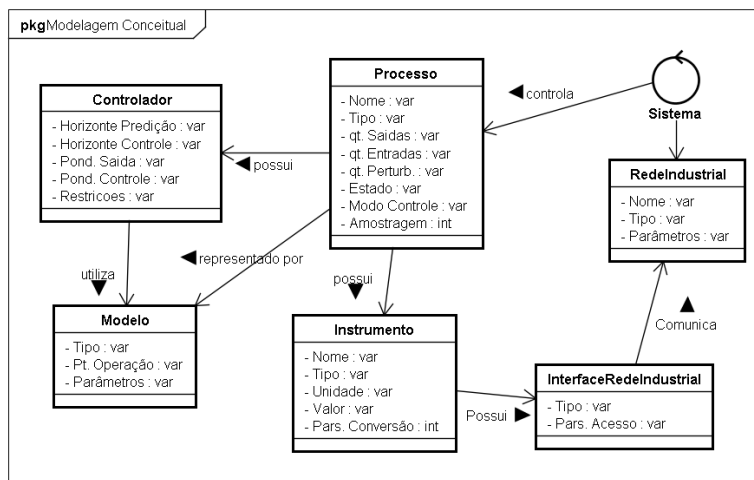 pkg Modelagem Conceitual
Controlador
- Horizonte Predição : var
- Horizonte Controle : var
- Pond. Saida : var
- Pond. Controle : var
- Restricoes : var
Processo
- Nome : var
- Tipo : var
- qt. Saidas : var
- qt. Entradas : var
- qt. Perturb. : var
- Estado : var
- Modo Controle : var
- Amostragem : int
controla
Sistema
possui
RedeIndustrial
- Nome : var
- Tipo : var
- Parâmetros : var
representado por
utiliza
possui
Modelo
- Tipo : var
- Pt. Operação : var
- Parâmetros : var
Instrumento
- Nome : var
- Tipo : var
- Unidade : var
- Valor : var
- Pars. Conversão : int
Comunica
Possui
InterfaceRedeIndustrial
- Tipo : var
- Pars. Acesso : var